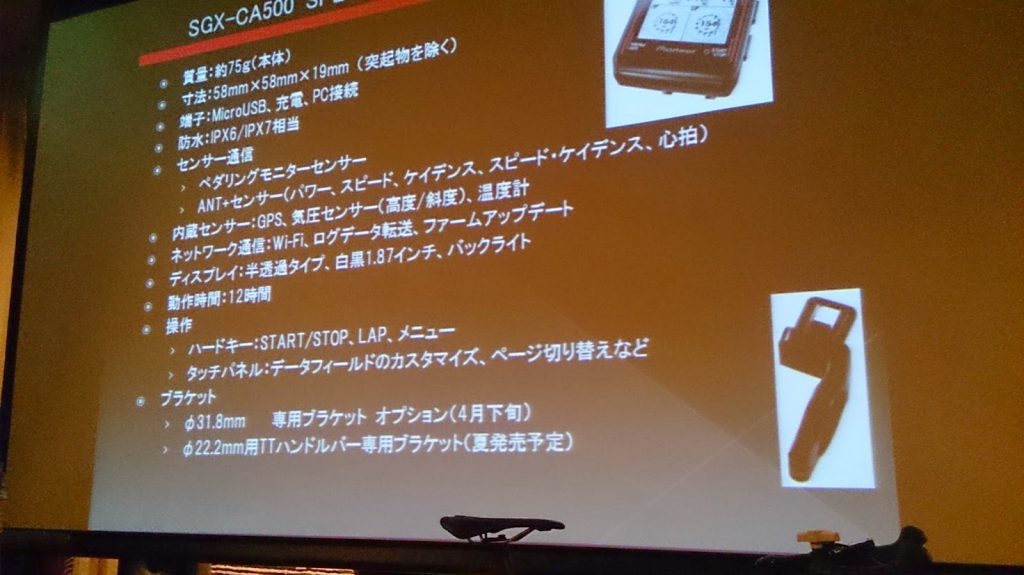 SGX-CA500
質量：約75g（本体）
寸法：58mm×58mm×19mm（突起物を除く）
端子：MicroUSB、充電、PC接続
防水：IPX6/IPX7相当
センサー通信
› ペダリングモニターセンサー
› ANT+センサー（パワー、スピード、ケイデンス、スピード・ケイデンス、心拍）
内蔵センサー：GPS、気圧センサー（高度/斜度）、温度計
ネットワーク通信：Wi-Fi、ログデータ転送、ファームアップデート
ディスプレイ：半透過タイプ、白黒1.87インチ、バックライト
動作時間：12時間
操作
› ハードキー：START/STOP、LAP、メニュー
› タッチパネル：データフィールドのカスタマイズ、ページ切り替えなど
ブラケット
› φ31.8mm 専用ブラケット オプション（4月下旬）
› φ22.2mm用TTハンドルバー専用ブラケット（夏発売予定）
Pioneer